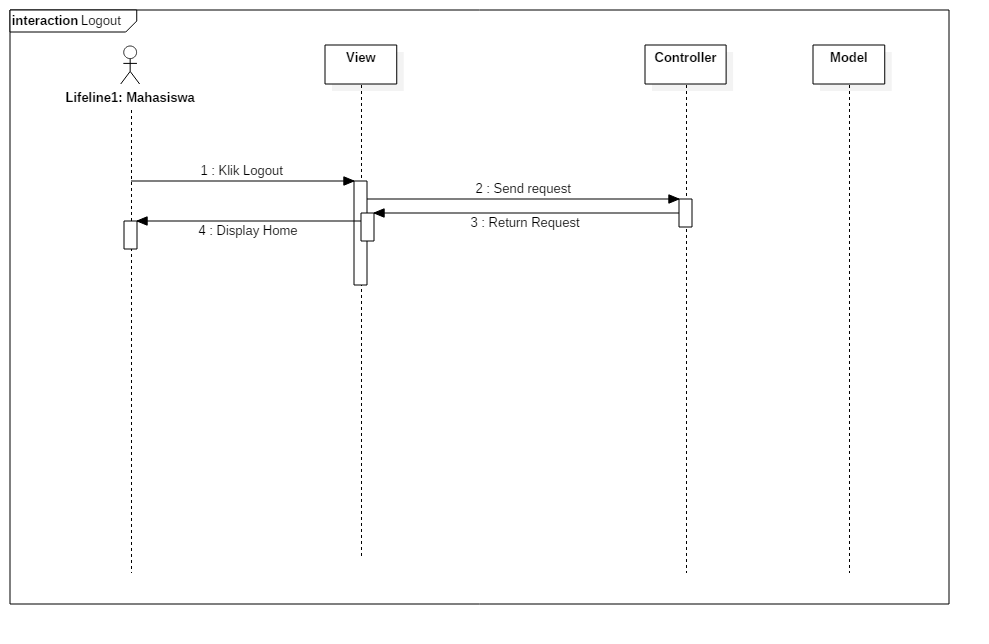 interaction Logout
Lifeline1: Mahasiswa
View
Controller
Model
1 : Klik Logout
2 : Send request
3 : Return Request
4 : Display Home